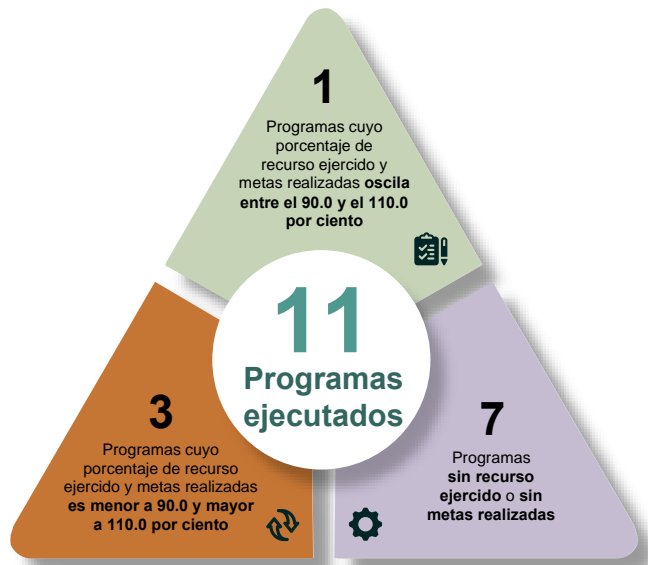 1
Programas cuyo
porcentaje de
recurso ejercido y
metas realizadas oscila
entre el 90.0 y el 110.0
por ciento
11
Programas
ejecutados
3
Programas cuyo
porcentaje de recurso
ejercido y metas realizadas
es menor a 90.0 y mayor
a 110.0 por ciento
7
Programas
sin recurso
ejercido o sin
metas realizadas